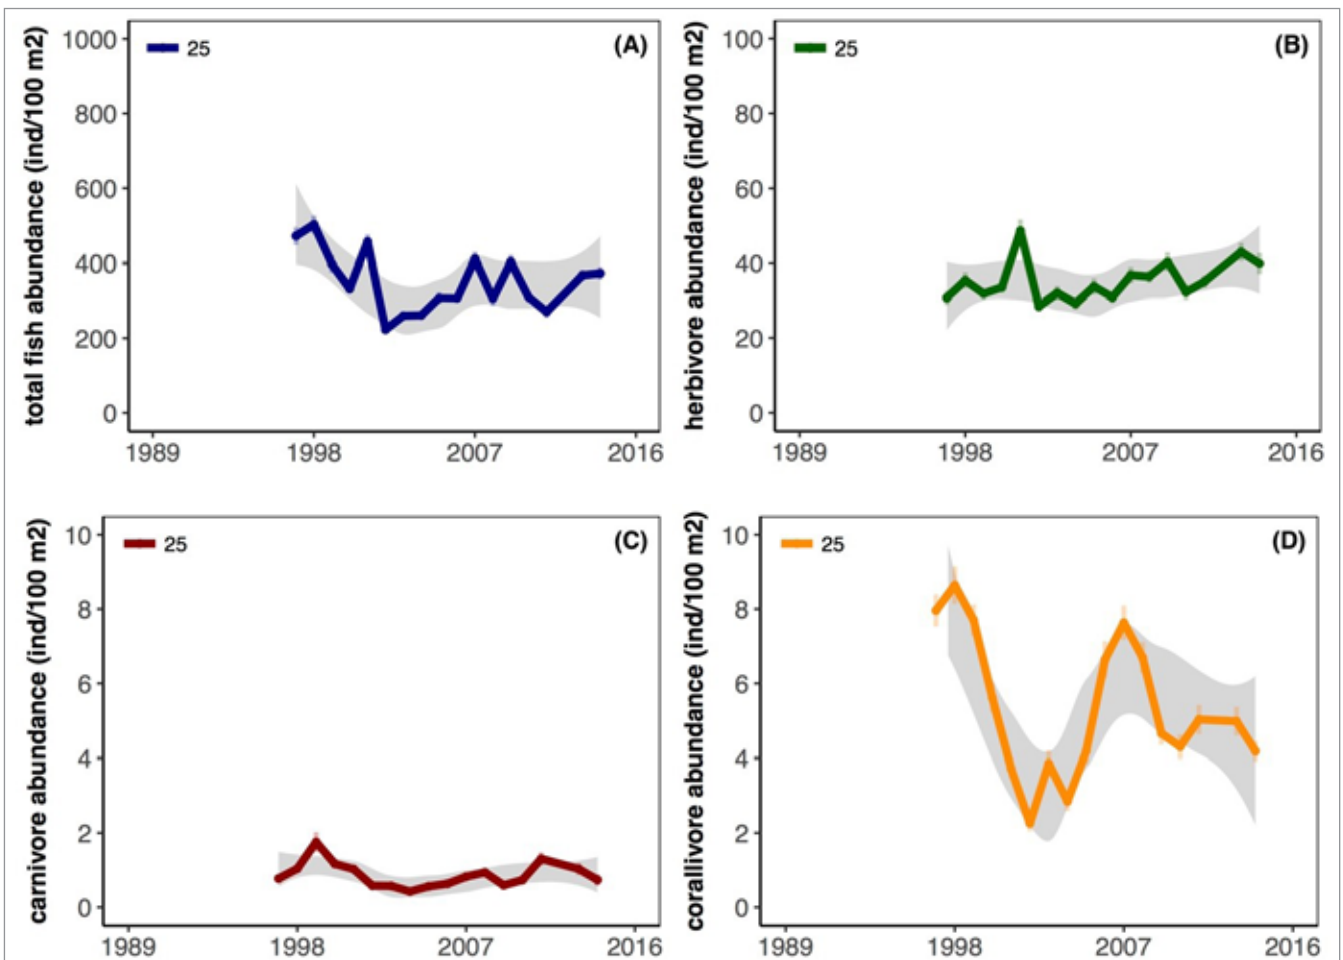 total fish abundance (ind/100 m2)
1000
800
600
400
200
0
25
(A)
1989 1998 2007 2016
herbivore abundance (ind/100 m2)
100
80
60
40
20
0
25
(B)
1989 1998 2007 2016
carnivore abundance (ind/100 m2)
10
8
6
4
2
0
25
(C)
1989 1998 2007 2016
corallivore abundance (ind/100 m2)
10
8
6
4
2
0
25
(D)
1989 1998 2007 2016